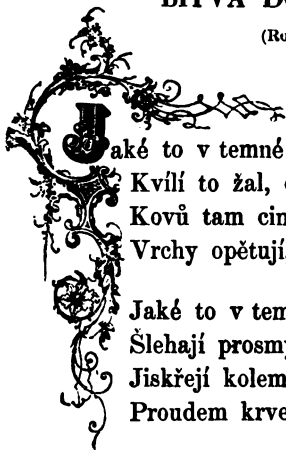 BITVA
(Ro
Jaké to v temné
Kvílí to žal,
Kovů tam cin
Vrchy opětují
Jaké to v tem
Šlehají prosmy
Jiskřejí kolem
Proudem krve